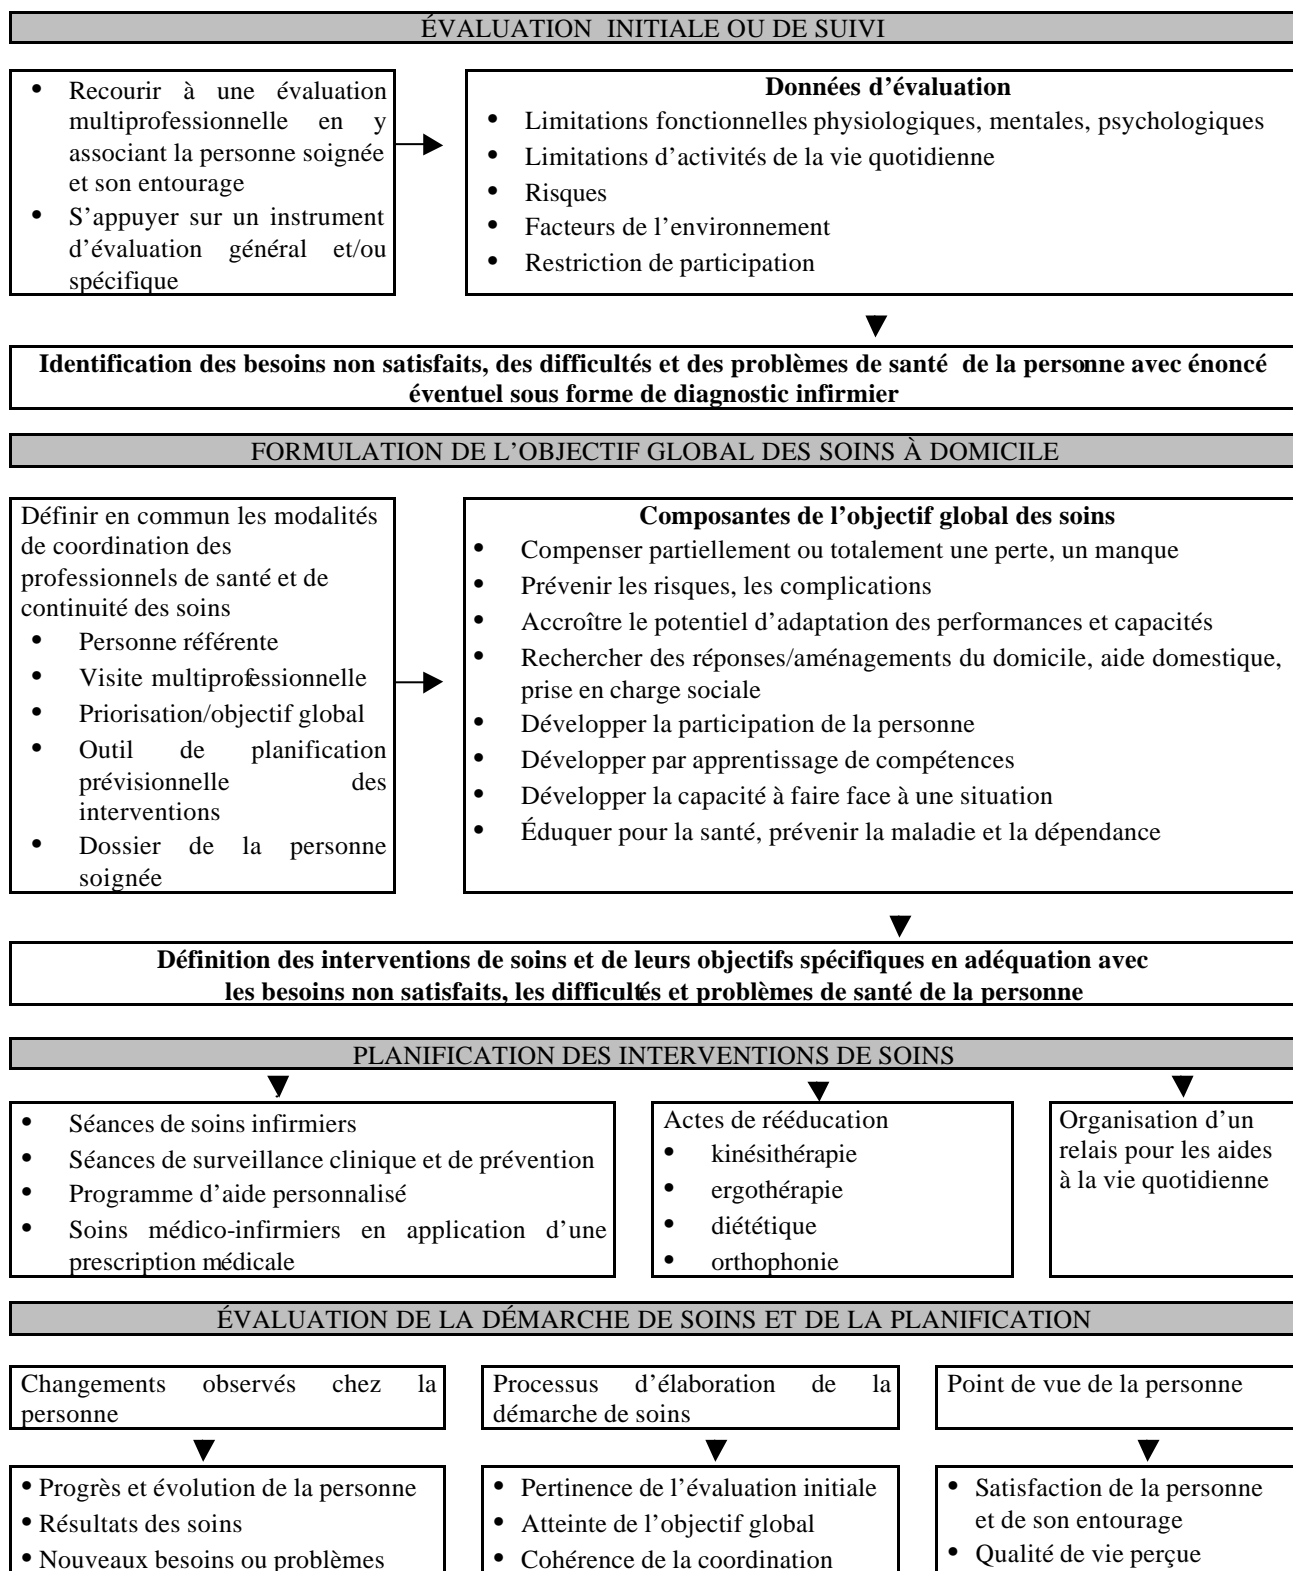 ÉVALUATION INITIALE OU DE SUIVI
• Recourir à une évaluation
multiprofessionnelle en y
associant la personne soignée
et son entourage
• S’appuyer sur un instrument
d’évaluation général et/ou
spécifique
Données d’évaluation
• Limitations fonctionnelles physiologiques, mentales, psychologiques
• Limitations d’activités de la vie quotidienne
• Risques
• Facteurs de l’environnement
• Restriction de participation
Identification des besoins non satisfaits, des difficultés et des problèmes de santé de la personne avec énoncé
éventuel sous forme de diagnostic infirmier
FORMULATION DE L’OBJECTIF GLOBAL DES SOINS À DOMICILE
Définir en commun les modalités
de coordination des
professionnels de santé et de
continuité des soins
• Personne référente
• Visite multiprofessionnelle
• Priorisation/objectif global
• Outil de planification
prévisionnelle des
interventions
• Dossier de la personne
soignée
Composantes de l’objectif global des soins
• Compenser partiellement ou totalement une perte, un manque
• Prévenir les risques, les complications
• Accroître le potentiel d’adaptation des performances et capacités
• Rechercher des réponses/aménagements du domicile, aide domestique,
prise en charge sociale
• Développer la participation de la personne
• Développer par apprentissage de compétences
• Développer la capacité à faire face à une situation
• Éduquer pour la santé, prévenir la maladie et la dépendance
Définition des interventions de soins et de leurs objectifs spécifiques en adéquation avec
les besoins non satisfaits, les difficultés et problèmes de santé de la personne
PLANIFICATION DES INTERVENTIONS DE SOINS
• Séances de soins infirmiers
• Séances de surveillance clinique et de prévention
• Programme d’aide personnalisé
• Soins médico-infirmiers en application d’une
prescription médicale
Actes de rééducation
• kinésithérapie
• ergothérapie
• diététique
• orthophonie
Organisation d’un
relais pour les aides
à la vie quotidienne
ÉVALUATION DE LA DÉMARCHE DE SOINS ET DE LA PLANIFICATION
Changements observés chez la
personne
Processus d’élaboration de la
démarche de soins
Point de vue de la personne
• Progrès et évolution de la personne
• Résultats des soins
• Nouveaux besoins ou problèmes
• Pertinence de l’évaluation initiale
• Atteinte de l’objectif global
• Cohérence de la coordination
• Satisfaction de la personne
et de son entourage
• Qualité de vie perçue